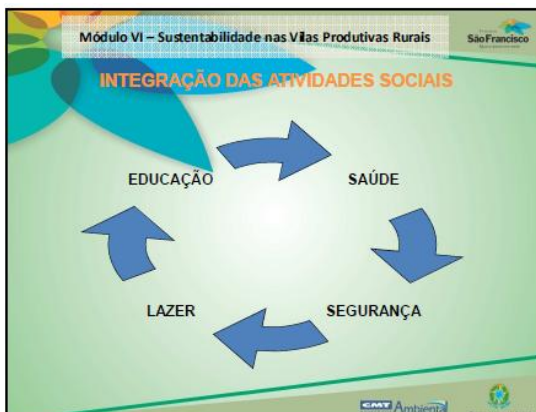 Módulo VI – Sustentabilidade nas Vilas Produtivas Rurais
São Francisco
INTEGRAÇÃO DAS ATIVIDADES SOCIAIS
EDUCAÇÃO
SAÚDE
LAZER
SEGURANÇA
CMT Ambiental